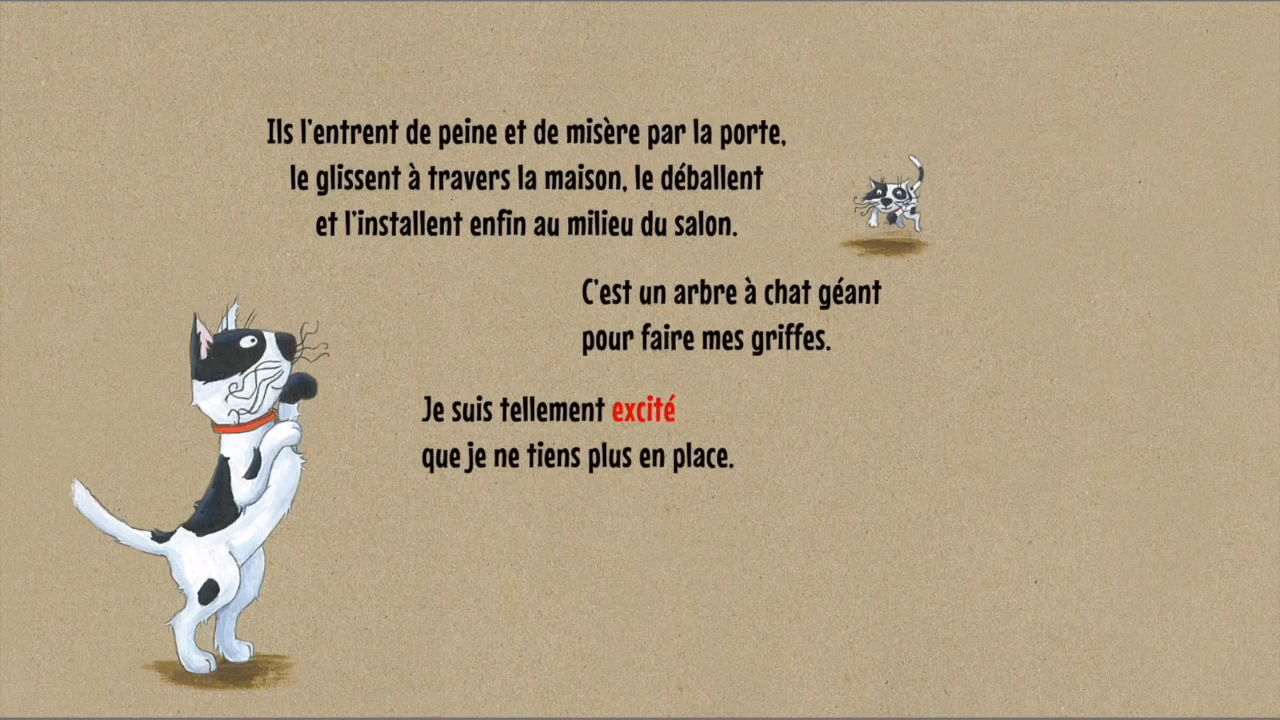 Ils l'entrent de peine et de misère par la porte,
le glissent à travers la maison, le déballent
et l'installent enfin au milieu du salon.
C'est un arbre à chat géant
pour faire mes griffes.
Je suis tellement excité
que je ne tiens plus en place.